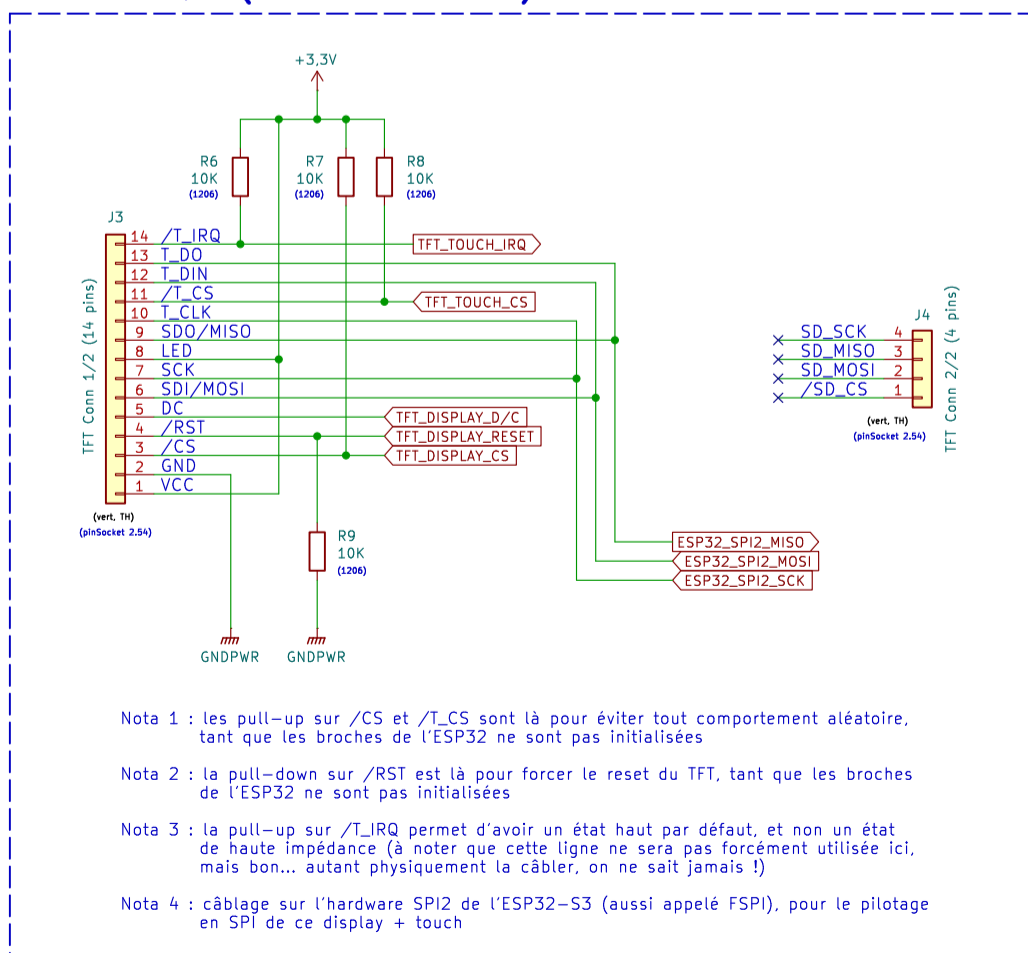 +3,3V
R6
10K
(1206)
R7
10K
(1206)
R8
10K
(1206)
J3
TFT Conn 1/2 (14 pins)
14 /T_IRQ
13 T_DO
12 T_DIN
11 /T_CS
10 T_CLK
9 SDO/MISO
8 LED
7 SCK
6 SDI/MOSI
5 DC
4 /RST
3 /CS
2 GND
1 VCC
(vert, TH)
(pinSocket 2.54)
TFT_TOUCH_IRQ
TFT_TOUCH_CS
TFT_DISPLAY_D/C
TFT_DISPLAY_RESET
TFT_DISPLAY_CS
J4
SD_SCK 4
SD_MISO 3
SD_MOSI 2
/SD_CS 1
TFT Conn 2/2 (4 pins)
(vert, TH)
(pinSocket 2.54)
R9
10K
(1206)
ESP32_SPI2_MISO
ESP32_SPI2_MOSI
ESP32_SPI2_SCK
GNDPWR
GNDPWR
Nota 1 : les pull-up sur /CS et /T_CS sont là pour éviter tout comportement aléatoire,
tant que les broches de l'ESP32 ne sont pas initialisées
Nota 2 : la pull-down sur /RST est là pour forcer le reset du TFT, tant que les broches
de l'ESP32 ne sont pas initialisées
Nota 3 : la pull-up sur /T_IRQ permet d'avoir un état haut par défaut, et non un état
de haute impédance (à noter que cette ligne ne sera pas forcément utilisée ici,
mais bon... autant physiquement la câbler, on ne sait jamais !)
Nota 4 : câblage sur l'hardware SPI2 de l'ESP32-S3 (aussi appelé FSPI), pour le pilotage
en SPI de ce display + touch